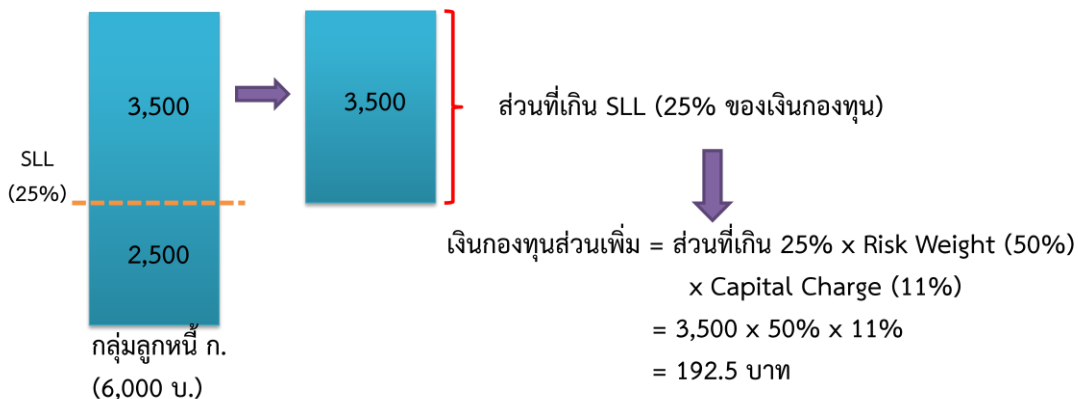 3,500
3,500
ส่วนที่เกิน SLL (25% ของเงินกองทุน)
SLL
(25%)
2,500
เงินกองทุนส่วนเพิ่ม = ส่วนที่เกิน 25% x Risk Weight (50%)
x Capital Charge (11%)
= 3,500 x 50% x 11%
= 192.5 บาท
กลุ่มลูกหนี้ ก.
(6,000 บ.)